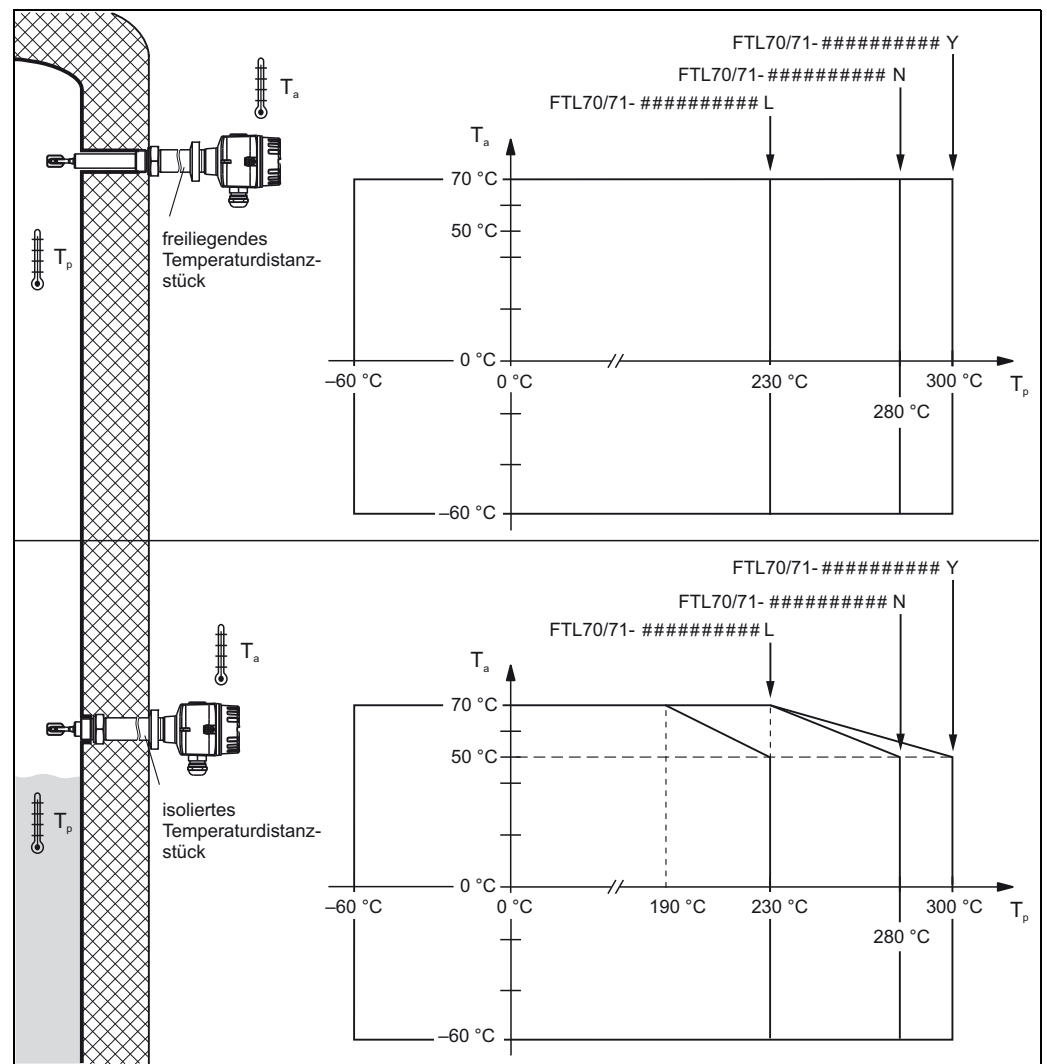 FTL70/71- ########## Y
FTL70/71- ########## N
FTL70/71- ########## L
Ta
Ta
70 °C
50 °C
freiliegendes
Temperaturdistanz-
stück
Tp
0 °C
–60 °C
0 °C
230 °C
300 °C
Tp
280 °C
–60 °C
FTL70/71- ########## Y
FTL70/71- ########## N
FTL70/71- ########## L
Ta
Ta
70 °C
50 °C
isoliertes
Temperaturdistanz-
stück
Tp
0 °C
–60 °C
0 °C
190 °C
230 °C
300 °C
Tp
280 °C
–60 °C